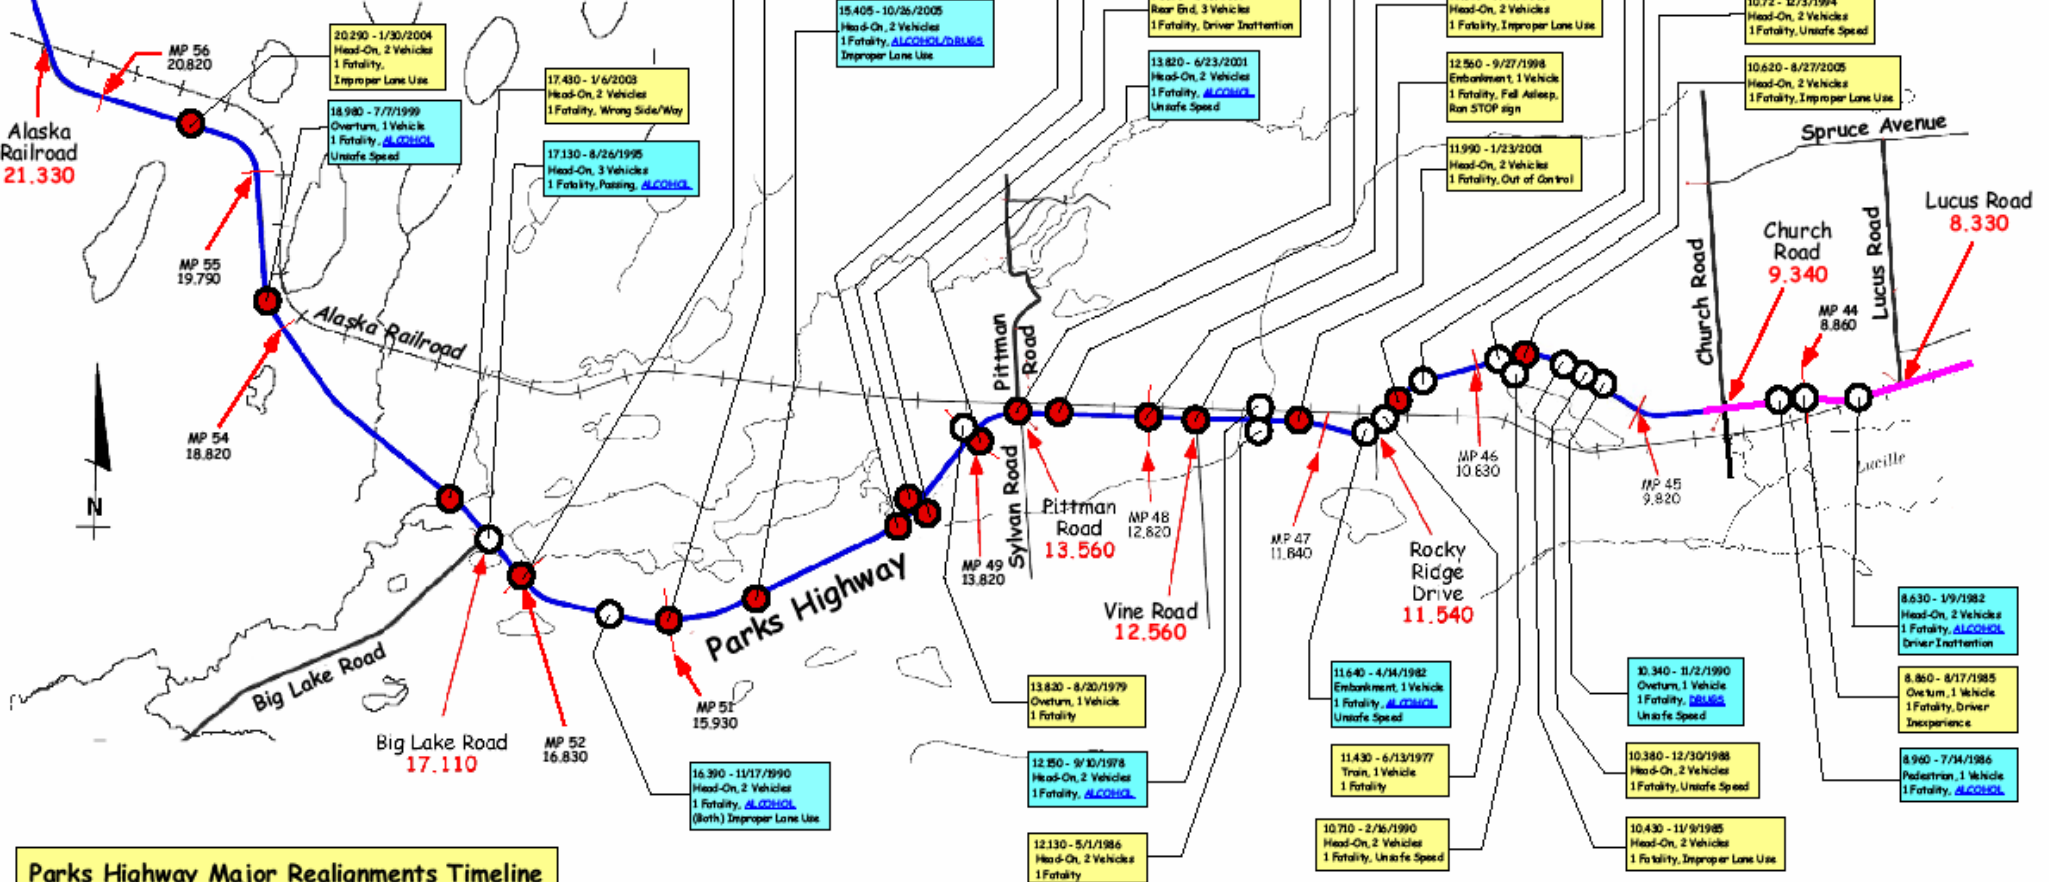 15.405 - 10/26/2005
Head-On, 2 Vehicles
1 Fatality, ALCOHOL/DRUGS
Improper Lane Use
Rear End, 3 Vehicles
1 Fatality, Driver Inattention
Head-On, 2 Vehicles
1 Fatality, Improper Lane Use
10.72 - 12/3/1994
Head-On, 2 Vehicles
1 Fatality, Unsafe Speed
20.290 - 1/30/2004
Head-On, 2 Vehicles
1 Fatality,
Improper Lane Use
MP 56
20.820
18.980 - 7/7/1999
Overturn, 1 Vehicle
1 Fatality, ALCOHOL
Unsafe Speed
17.430 - 1/6/2003
Head-On, 2 Vehicles
1 Fatality, Wrong Side/Way
17.130 - 8/26/1995
Head-On, 3 Vehicles
1 Fatality, Passing, ALCOHOL
13.820 - 6/23/2001
Head-On, 2 Vehicles
1 Fatality, ALCOHOL
Unsafe Speed
12.560 - 9/27/1998
Embankment, 1 Vehicle
1 Fatality, Fell Asleep,
Ran STOP sign
11.990 - 1/23/2001
Head-On, 2 Vehicles
1 Fatality, Out of Control
10.620 - 8/27/2005
Head-On, 2 Vehicles
1 Fatality, Improper Lane Use
Spruce Avenue
Alaska
Railroad
21.330
MP 55
19.790
Alaska Railroad
MP 54
18.820
N
Pittman
Road
Church Road
Church
Road
9.340
MP 44
8.860
Lucus Road
Lucus Road
8.330
Lucille
MP 45
9.820
MP 46
10.830
MP 47
11.840
Rocky
Ridge
Drive
11.540
MP 48
12.820
Vine Road
12.560
Pittman
Road
13.560
Sylvan Road
MP 49
13.820
Parks Highway
MP 51
15.930
MP 52
16.830
Big Lake Road
17.110
Big Lake Road
16.390 - 11/17/1990
Head-On, 2 Vehicles
1 Fatality, ALCOHOL
(Both) Improper Lane Use
13.820 - 8/20/1979
Overturn, 1 Vehicle
1 Fatality
12.150 - 9/10/1978
Head-On, 2 Vehicles
1 Fatality, ALCOHOL
12.130 - 5/1/1986
Head-On, 2 Vehicles
1 Fatality
11.640 - 4/14/1982
Embankment, 1 Vehicle
1 Fatality, ALCOHOL
Unsafe Speed
11.430 - 6/13/1977
Train, 1 Vehicle
1 Fatality
10.710 - 2/16/1990
Head-On, 2 Vehicles
1 Fatality, Unsafe Speed
10.340 - 11/2/1990
Overturn, 1 Vehicle
1 Fatality, DRUGS
Unsafe Speed
10.380 - 12/30/1988
Head-On, 2 Vehicles
1 Fatality, Unsafe Speed
10.430 - 11/9/1985
Head-On, 2 Vehicles
1 Fatality, Improper Lane Use
8.630 - 1/9/1982
Head-On, 2 Vehicles
1 Fatality, ALCOHOL
Driver Inattention
8.860 - 8/17/1985
Overturn, 1 Vehicle
1 Fatality, Driver
Inexperience
8.960 - 7/14/1986
Pedestrian, 1 Vehicle
1 Fatality, ALCOHOL
Parks Highway Major Realignments Timeline